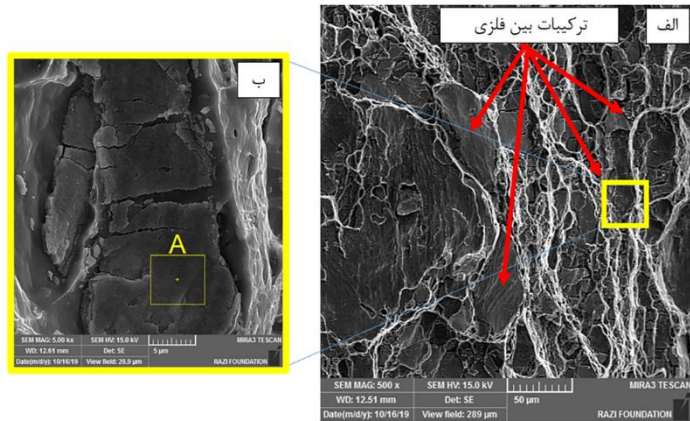 ترکیبات بین فلزی
الف
SEM MAG: 500 x
SEM HV: 15.0 kV
MIRA3 TESCAN
WD: 12.51 mm
Det: SE
50 µm
Date(m/d/y): 10/16/19
View field: 289 µm
RAZI FOUNDATION
ب
A
SEM MAG: 5.00 kx
SEM HV: 15.0 kV
MIRA3 TESCAN
WD: 12.61 mm
Det: SE
5 µm
Date(m/d/y): 10/16/19
View field: 28.9 µm
RAZI FOUNDATION